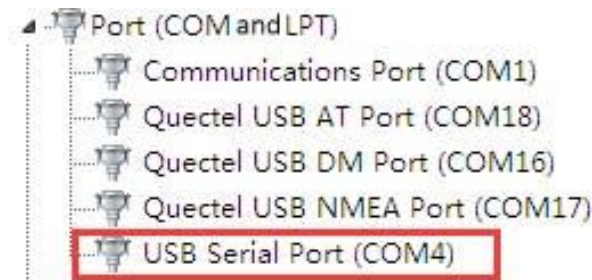 Port (COM and LPT)
Communications Port (COM1)
Quectel USB AT Port (COM18)
Quectel USB DM Port (COM16)
Quectel USB NMEA Port (COM17)
USB Serial Port (COM4)